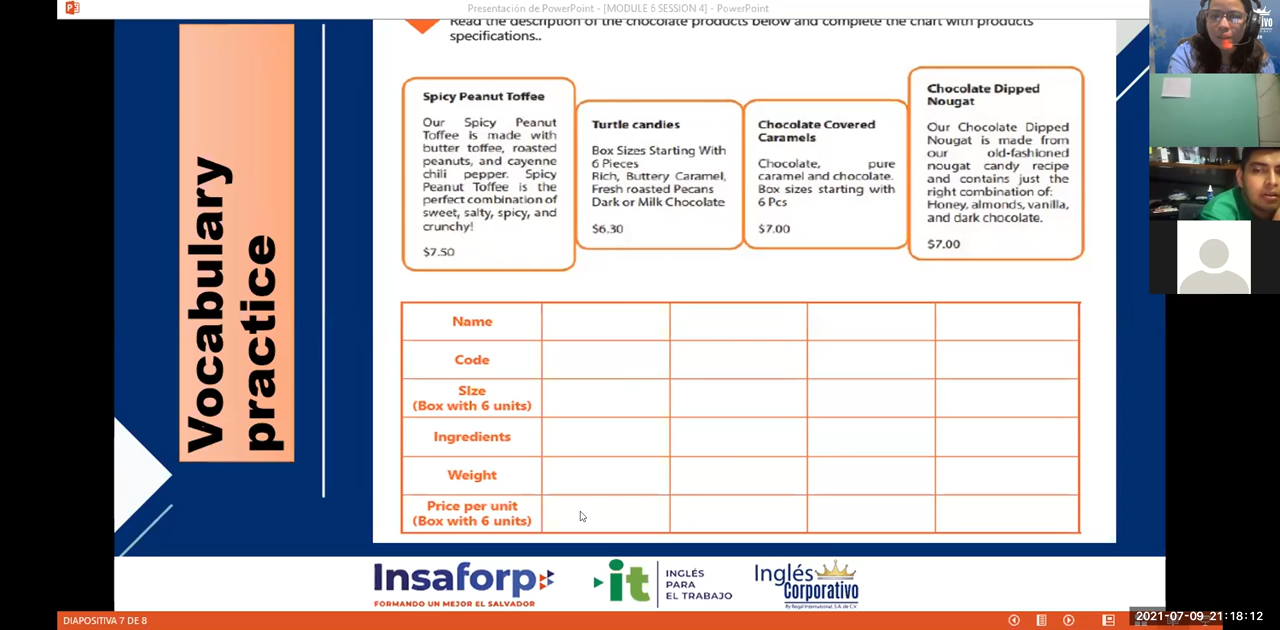 Presentación de PowerPoint - [MODULE 6 SESSION 4] - PowerPoint
Read the description of the chocolate products below and complete the chart with products
specifications..
Vocabulary
practice
Spicy Peanut Toffee
Our Spicy Peanut
Toffee is made with
butter toffee, roasted
peanuts, and cayenne
chili pepper. Spicy
Peanut Toffee is the
perfect combination of
sweet, salty, spicy, and
crunchy!
$7.50
Turtle candies
Box Sizes Starting With
6 Pieces
Rich, Buttery Caramel,
Fresh roasted Pecans
Dark or Milk Chocolate
$6.30
Chocolate Covered
Caramels
Chocolate, pure
caramel and chocolate.
Box sizes starting with
6 Pcs
$7.00
Chocolate Dipped
Nougat
Our Chocolate Dipped
Nougat is made from
our old-fashioned
nougat candy recipe
and contains just the
right combination of:
Honey, almonds, vanilla,
and dark chocolate.
$7.00
Name
Code
SIze
(Box with 6 units)
Ingredients
Weight
Price per unit
(Box with 6 units)
Insaforp
FORMANDO UN MEJOR EL SALVADOR
it
INGLÉS
PARA
EL TRABAJO
Inglés
Corporativo
By Regal International, S.A. de C.V.
DIAPOSITIVA 7 DE 8
2021-07-09 21:18:12